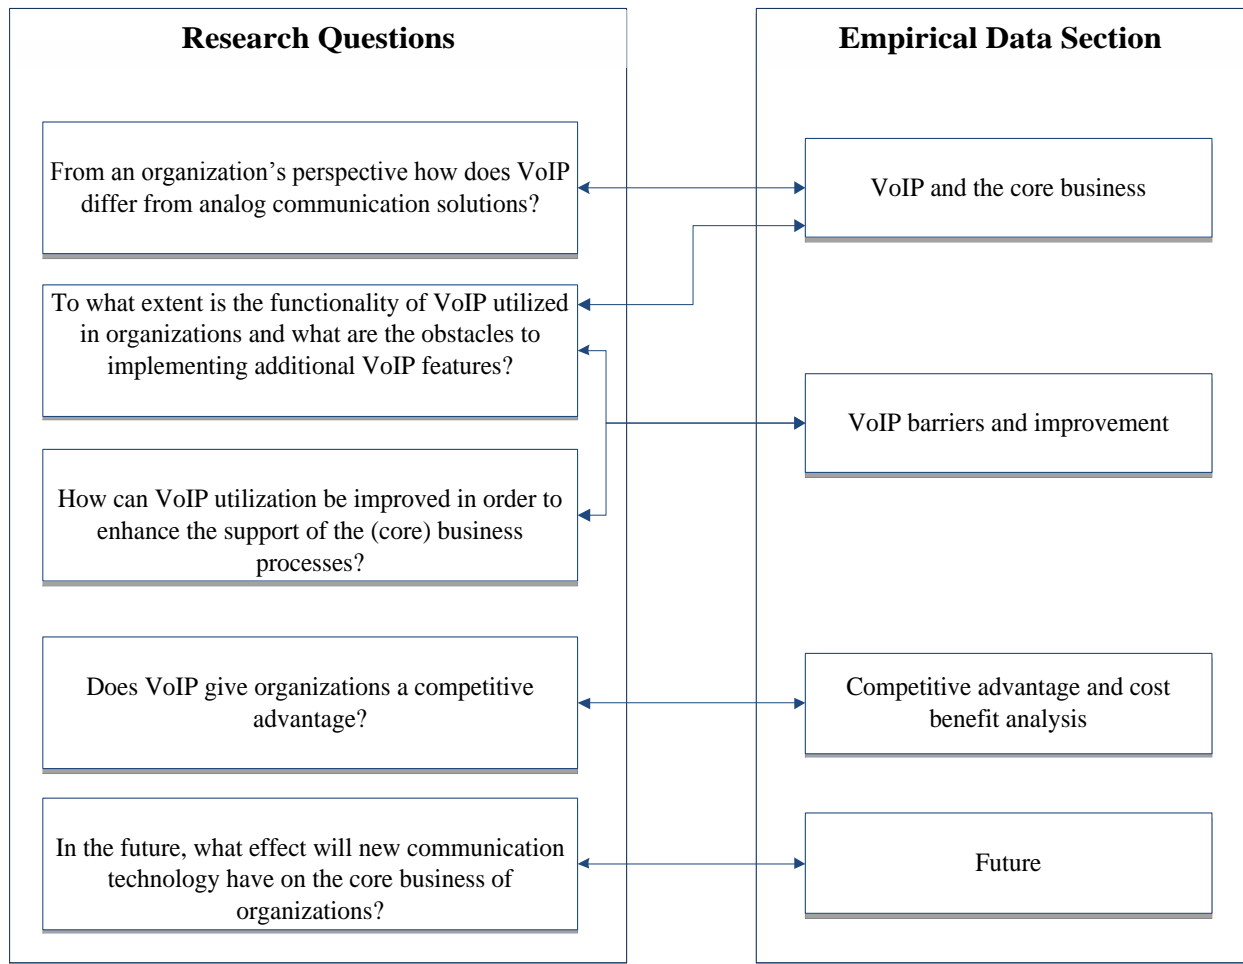 Research Questions
From an organization’s perspective how does VoIP
differ from analog communication solutions?
To what extent is the functionality of VoIP utilized
in organizations and what are the obstacles to
implementing additional VoIP features?
How can VoIP utilization be improved in order to
enhance the support of the (core) business
processes?
Does VoIP give organizations a competitive
advantage?
In the future, what effect will new communication
technology have on the core business of
organizations?
Empirical Data Section
VoIP and the core business
VoIP barriers and improvement
Competitive advantage and cost
benefit analysis
Future